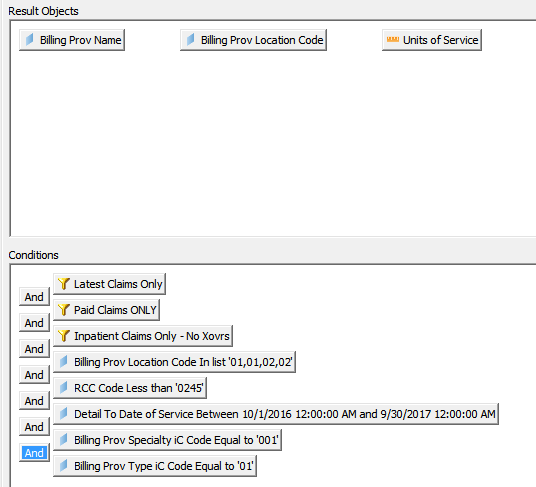 Result Objects
Billing Prov Name Billing Prov Location Code Units of Service
Conditions
Latest Claims Only
And
Paid Claims ONLY
And
Inpatient Claims Only - No Xovrs
And
Billing Prov Location Code In list '01,01,02,02'
And
RCC Code Less than '0245'
And
Detail To Date of Service Between 10/1/2016 12:00:00 AM and 9/30/2017 12:00:00 AM
And
Billing Prov Specialty iC Code Equal to '001'
And
Billing Prov Type iC Code Equal to '01'